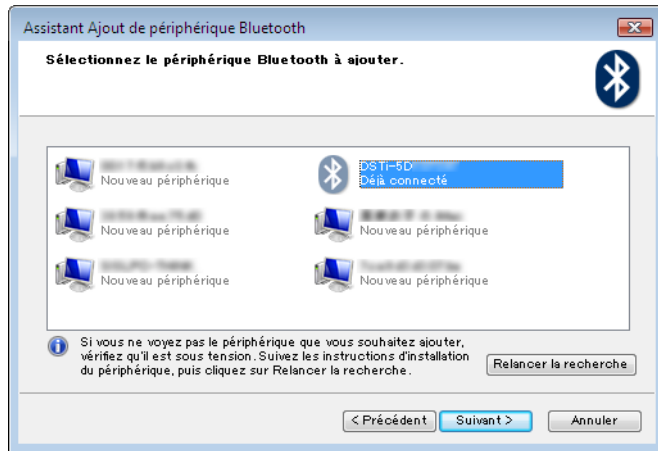 Assistant Ajout de périphérique Bluetooth
Sélectionnez le périphérique Bluetooth à ajouter.
Nouveau périphérique
DSTi-5D
Déjà connecté
Nouveau périphérique
Nouveau périphérique
Nouveau périphérique
Nouveau périphérique
Si vous ne voyez pas le périphérique que vous souhaitez ajouter,
vérifiez qu'il est sous tension. Suivez les instructions d'installation
du périphérique, puis cliquez sur Relancer la recherche.
Relancer la recherche
< Précédent
Suivant >
Annuler